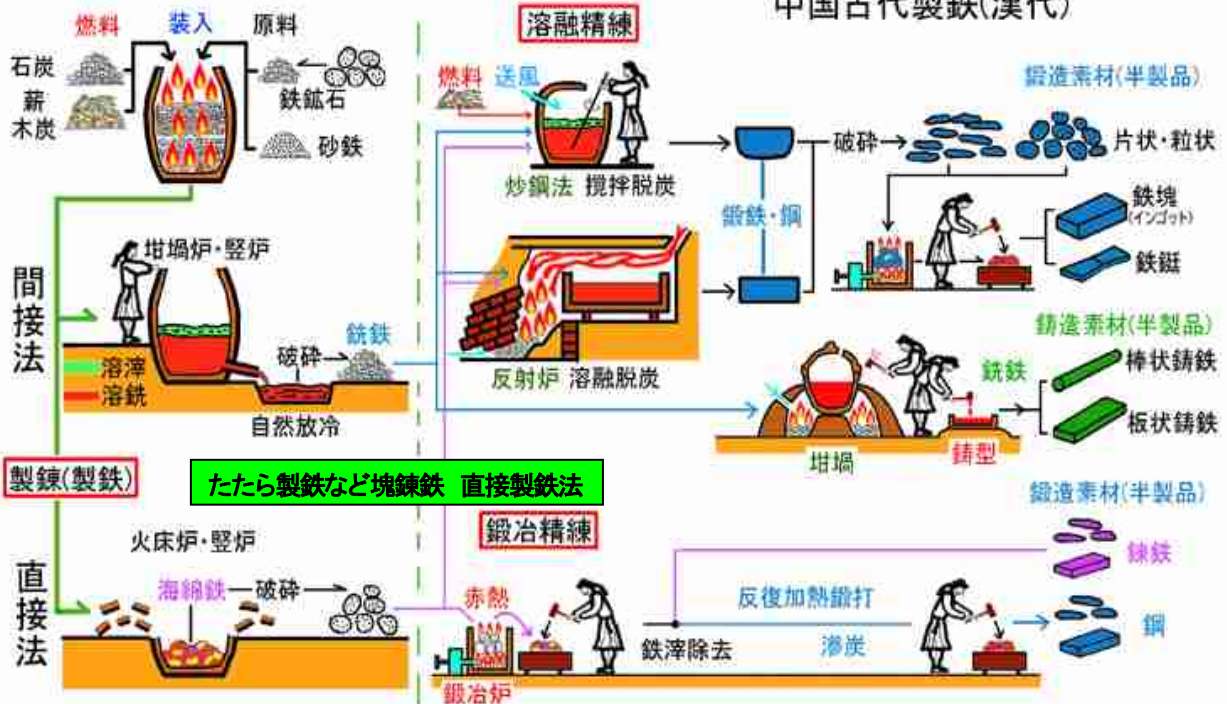 中国古代製鉄(漢代)
燃料
装入
原料
石炭
薪
木炭
鉄鉱石
砂鉄
溶融精練
燃料
送風
炒鋼法 撹拌脱炭
鍛造素材(半製品)
破砕
片状・粒状
鍛鉄・鋼
鉄塊
(インゴット)
鉄鋌
間接法
坩堝炉・竪炉
溶滓
溶銑
破砕
銑鉄
自然放冷
反射炉 溶融脱炭
鋳造素材(半製品)
銑鉄
棒状鋳鉄
板状鋳鉄
坩堝
鋳型
製錬(製鉄)
たたら製鉄など塊錬鉄 直接製鉄法
直接法
火床炉・竪炉
海綿鉄
破砕
鍛冶精練
赤熱
鍛冶炉
鉄滓除去
反復加熱鍛打
滲炭
鍛造素材(半製品)
錬鉄
鋼